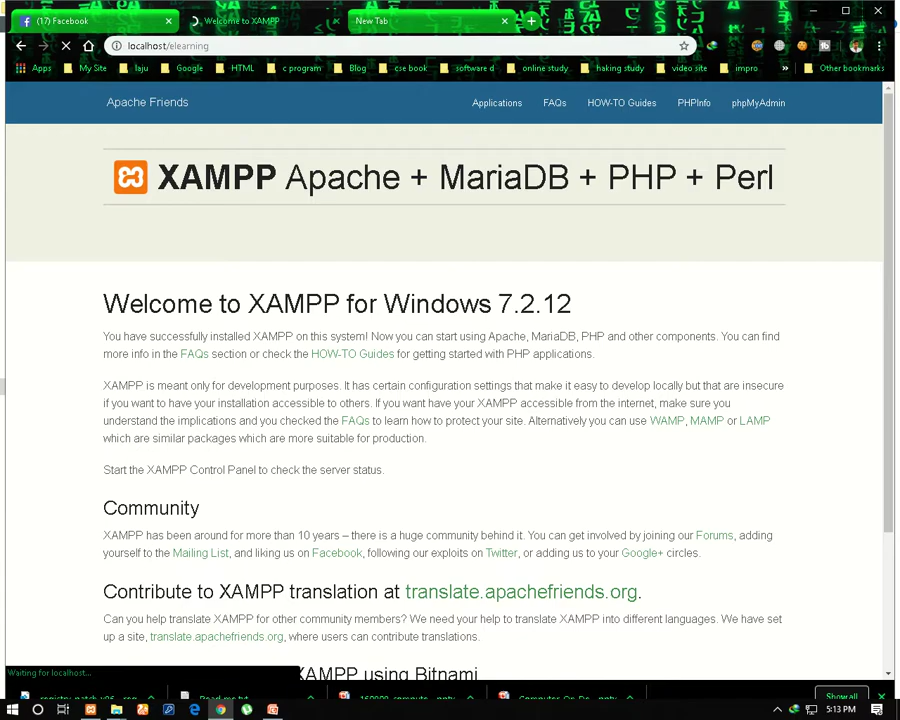 (17) Facebook
Welcome to XAMPP
New Tab
localhost/elearning
Apps
My Site
laju
Google
HTML
c program
Blog
cse book
software d
online study
haking study
video site
impro
»
Other bookmarks
Apache Friends
Applications
FAQs
HOW-TO Guides
PHPInfo
phpMyAdmin
XAMPP Apache + MariaDB + PHP + Perl
Welcome to XAMPP for Windows 7.2.12
You have successfully installed XAMPP on this system! Now you can start using Apache, MariaDB, PHP and other components. You can find
more info in the FAQs section or check the HOW-TO Guides for getting started with PHP applications.
XAMPP is meant only for development purposes. It has certain configuration settings that make it easy to develop locally but that are insecure
if you want to have your installation accessible to others. If you want have your XAMPP accessible from the internet, make sure you
understand the implications and you checked the FAQs to learn how to protect your site. Alternatively you can use WAMP, MAMP or LAMP
which are similar packages which are more suitable for production.
Start the XAMPP Control Panel to check the server status.
Community
XAMPP has been around for more than 10 years – there is a huge community behind it. You can get involved by joining our Forums, adding
yourself to the Mailing List, and liking us on Facebook, following our exploits on Twitter, or adding us to your Google+ circles.
Contribute to XAMPP translation at translate.apachefriends.org.
Can you help translate XAMPP for other community members? We need your help to translate XAMPP into different languages. We have set
up a site, translate.apachefriends.org, where users can contribute translations.
Waiting for localhost...
XAMPP using Bitnami
Show all
5:13 PM